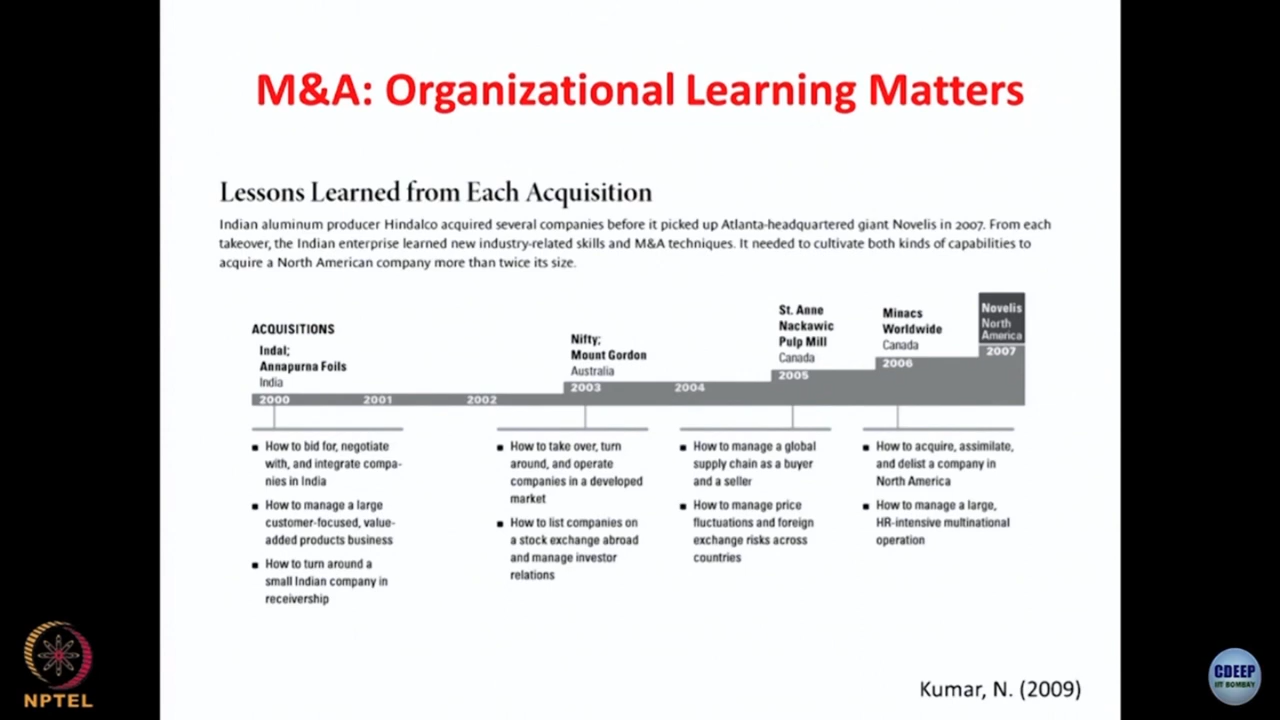 M&A: Organizational Learning Matters
Lessons Learned from Each Acquisition
Indian aluminum producer Hindalco acquired several companies before it picked up Atlanta-headquartered giant Novelis in 2007. From each
takeover, the Indian enterprise learned new industry-related skills and M&A techniques. It needed to cultivate both kinds of capabilities to
acquire a North American company more than twice its size.
ACQUISITIONS
Indal;
Annapurna Foils
India
2000
2001
2002
Nifty;
Mount Gordon
Australia
2003
2004
St. Anne
Nackawic
Pulp Mill
Canada
2005
Minacs
Worldwide
Canada
2006
Novelis
North
America
2007
■ How to bid for, negotiate
with, and integrate compa-
nies in India
■ How to manage a large
customer-focused, value-
added products business
■ How to turn around a
small Indian company in
receivership
■ How to take over, turn
around, and operate
companies in a developed
market
■ How to list companies on
a stock exchange abroad
and manage investor
relations
■ How to manage a global
supply chain as a buyer
and a seller
■ How to manage price
fluctuations and foreign
exchange risks across
countries
■ How to acquire, assimilate,
and delist a company in
North America
■ How to manage a large,
HR-intensive multinational
operation
Kumar, N. (2009)
NPTEL
CDEEP
IIT BOMBAY